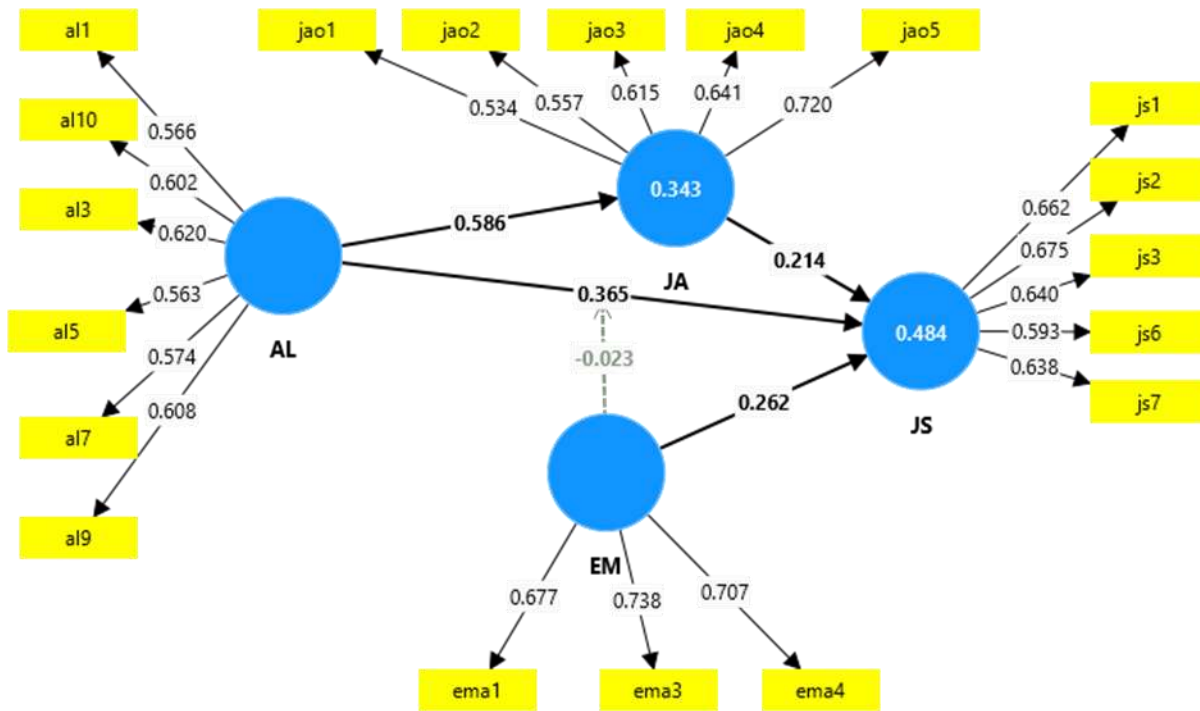 al1
jao1
jao2
jao3
jao4
jao5
js1
al10
0.566
0.534
0.557
0.615
0.641
0.720
js2
0.602
0.662
al3
0.620
0.343
0.675
js3
0.586
0.214
0.640
al5
0.563
JA
0.365
0.484
0.593
js6
AL
0.574
-0.023
0.638
js7
0.608
0.262
JS
al7
al9
EM
0.677
0.738
0.707
ema1
ema3
ema4